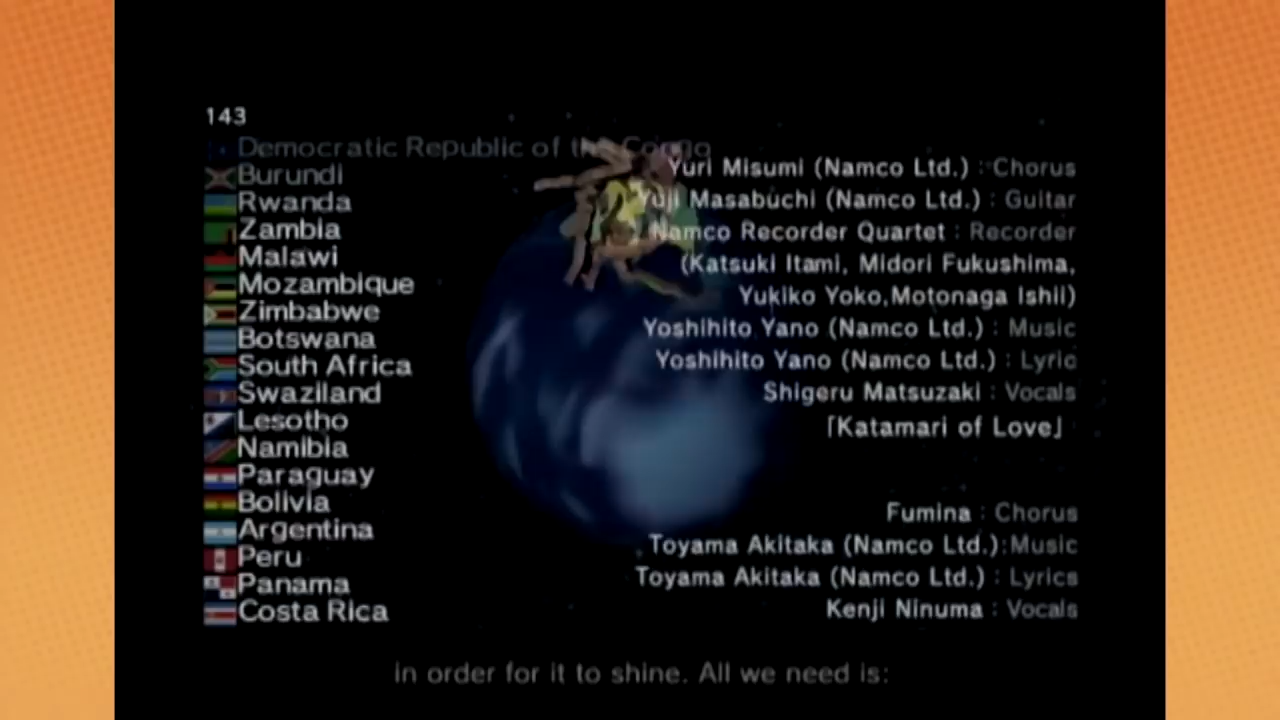 143
Democratic Republic of the Congo
Burundi
Rwanda
Zambia
Malawi
Mozambique
Zimbabwe
Botswana
South Africa
Swaziland
Lesotho
Namibia
Paraguay
Bolivia
Argentina
Peru
Panama
Costa Rica
Yuri Misumi (Namco Ltd.) : Chorus
Yuji Masabuchi (Namco Ltd.) : Guitar
Namco Recorder Quartet : Recorder
(Katsuki Itami, Midori Fukushima,
Yukiko Yoko,Motonaga Ishii)
Yoshihito Yano (Namco Ltd.) : Music
Yoshihito Yano (Namco Ltd.) : Lyric
Shigeru Matsuzaki : Vocals
「Katamari of Love」
Fumina : Chorus
Toyama Akitaka (Namco Ltd.):Music
Toyama Akitaka (Namco Ltd.) : Lyrics
Kenji Ninuma : Vocals
in order for it to shine. All we need is: